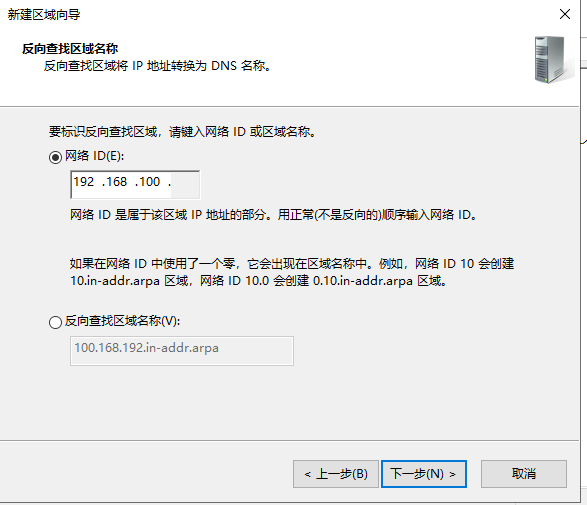 新建区域向导
反向查找区域名称
反向查找区域将 IP 地址转换为 DNS 名称。
要标识反向查找区域，请键入网络 ID 或区域名称。
网络 ID(E):
192 .168 .100 .
网络 ID 是属于该区域 IP 地址的部分。用正常(不是反向的)顺序输入网络 ID。
如果在网络 ID 中使用了一个零，它会出现在区域名称中。例如，网络 ID 10 会创建
10.in-addr.arpa 区域，网络 ID 10.0 会创建 0.10.in-addr.arpa 区域。
反向查找区域名称(V):
100.168.192.in-addr.arpa
< 上一步(B)
下一步(N) >
取消